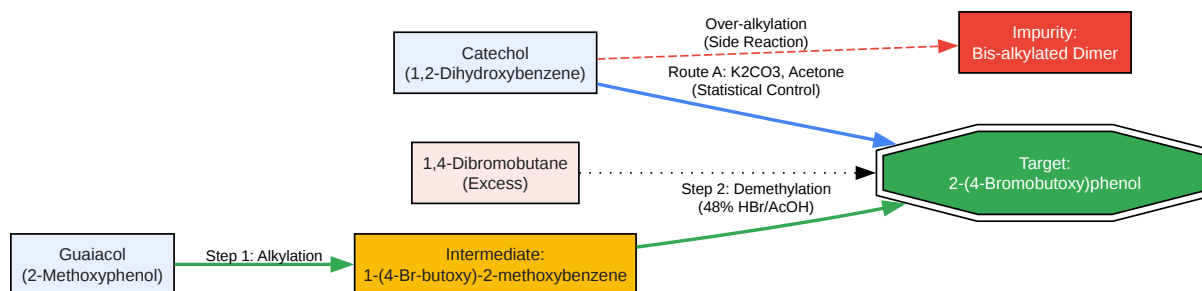 Over-alkylation
(Side Reaction)
Impurity:
Bis-alkylated Dimer
Catechol
(1,2-Dihydroxybenzene)
Route A: K2CO3, Acetone
(Statistical Control)
1,4-Dibromobutane
(Excess)
Target:
2-(4-Bromobutoxy)phenol
Step 2: Demethylation
(48% HBr/AcOH)
Guaiacol
(2-Methoxyphenol)
Step 1: Alkylation
Intermediate:
1-(4-Br-butoxy)-2-methoxybenzene